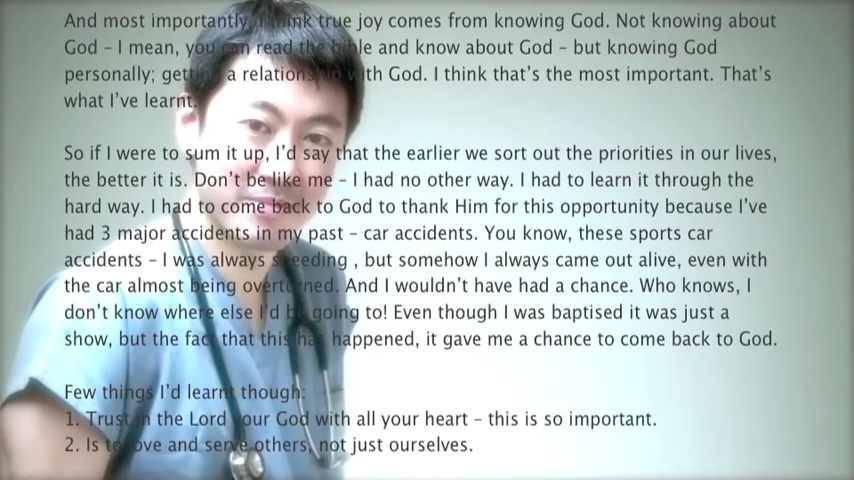 And most importantly, I think true joy comes from knowing God. Not knowing about
God – I mean, you can read the bible and know about God – but knowing God
personally; getting a relationship with God. I think that’s the most important. That’s
what I’ve learnt.
So if I were to sum it up, I’d say that the earlier we sort out the priorities in our lives,
the better it is. Don’t be like me – I had no other way. I had to learn it through the
hard way. I had to come back to God to thank Him for this opportunity because I’ve
had 3 major accidents in my past – car accidents. You know, these sports car
accidents – I was always speeding , but somehow I always came out alive, even with
the car almost being overturned. And I wouldn’t have had a chance. Who knows, I
don’t know where else I’d be going to! Even though I was baptised it was just a
show, but the fact that this has happened, it gave me a chance to come back to God.
Few things I’d learnt though:
1. Trust in the Lord your God with all your heart – this is so important.
2. Is to love and serve others, not just ourselves.